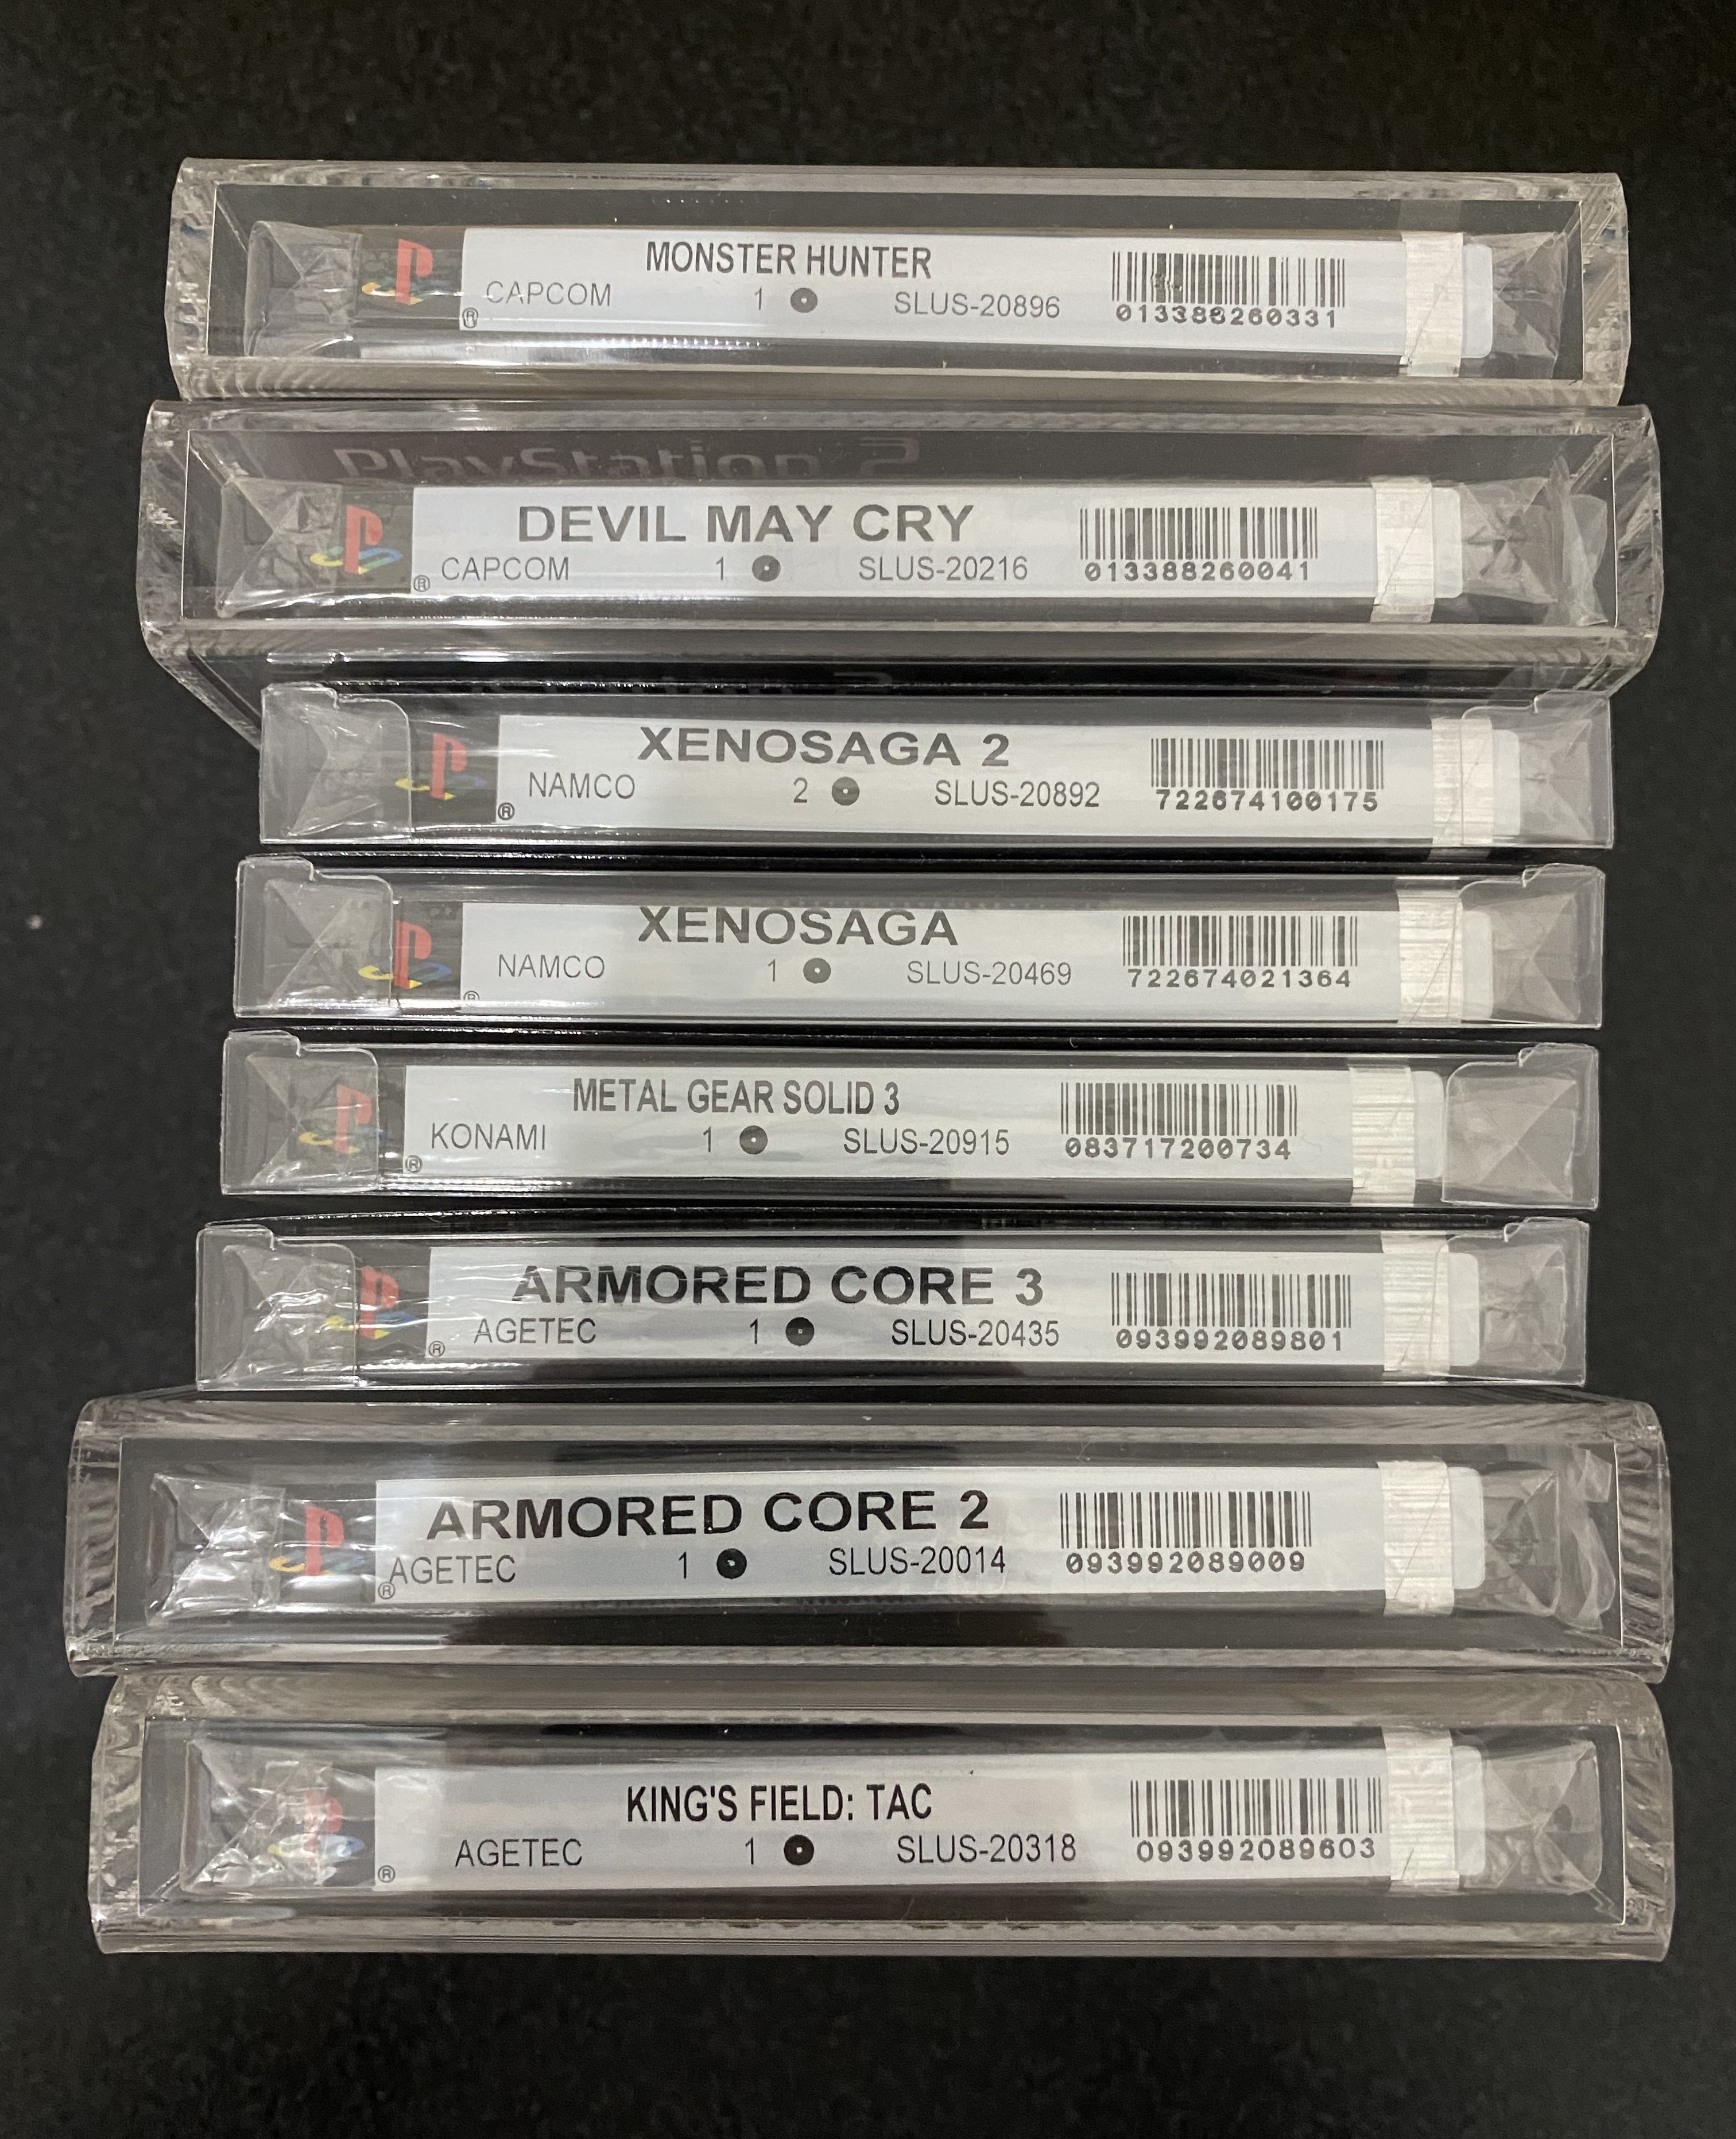 MONSTER HUNTER
® CAPCOM 1 SLUS-20896 013388260331
PlayStation 2
DEVIL MAY CRY
® CAPCOM 1 SLUS-20216 013388260041
XENOSAGA 2
® NAMCO 2 SLUS-20892 722674100175
XENOSAGA
® NAMCO 1 SLUS-20469 722674021364
METAL GEAR SOLID 3
® KONAMI 1 SLUS-20915 083717200734
ARMORED CORE 3
® AGETEC 1 SLUS-20435 093992089801
ARMORED CORE 2
® AGETEC 1 SLUS-20014 093992089009
KING'S FIELD: TAC
® AGETEC 1 SLUS-20318 093992089603